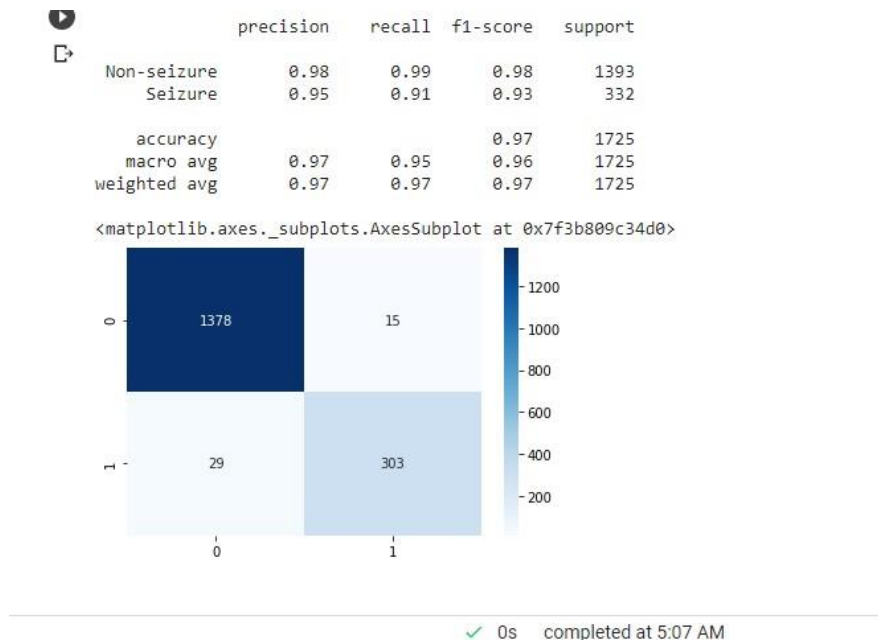 precision recall f1-score support
Non-seizure 0.98 0.99 0.98 1393
Seizure 0.95 0.91 0.93 332
accuracy 0.97 1725
macro avg 0.97 0.95 0.96 1725
weighted avg 0.97 0.97 0.97 1725
<matplotlib.axes._subplots.AxesSubplot at 0x7f3b809c34d0>
0 1378 15
1 29 303
0 1
1200
1000
800
600
400
200
0s completed at 5:07 AM